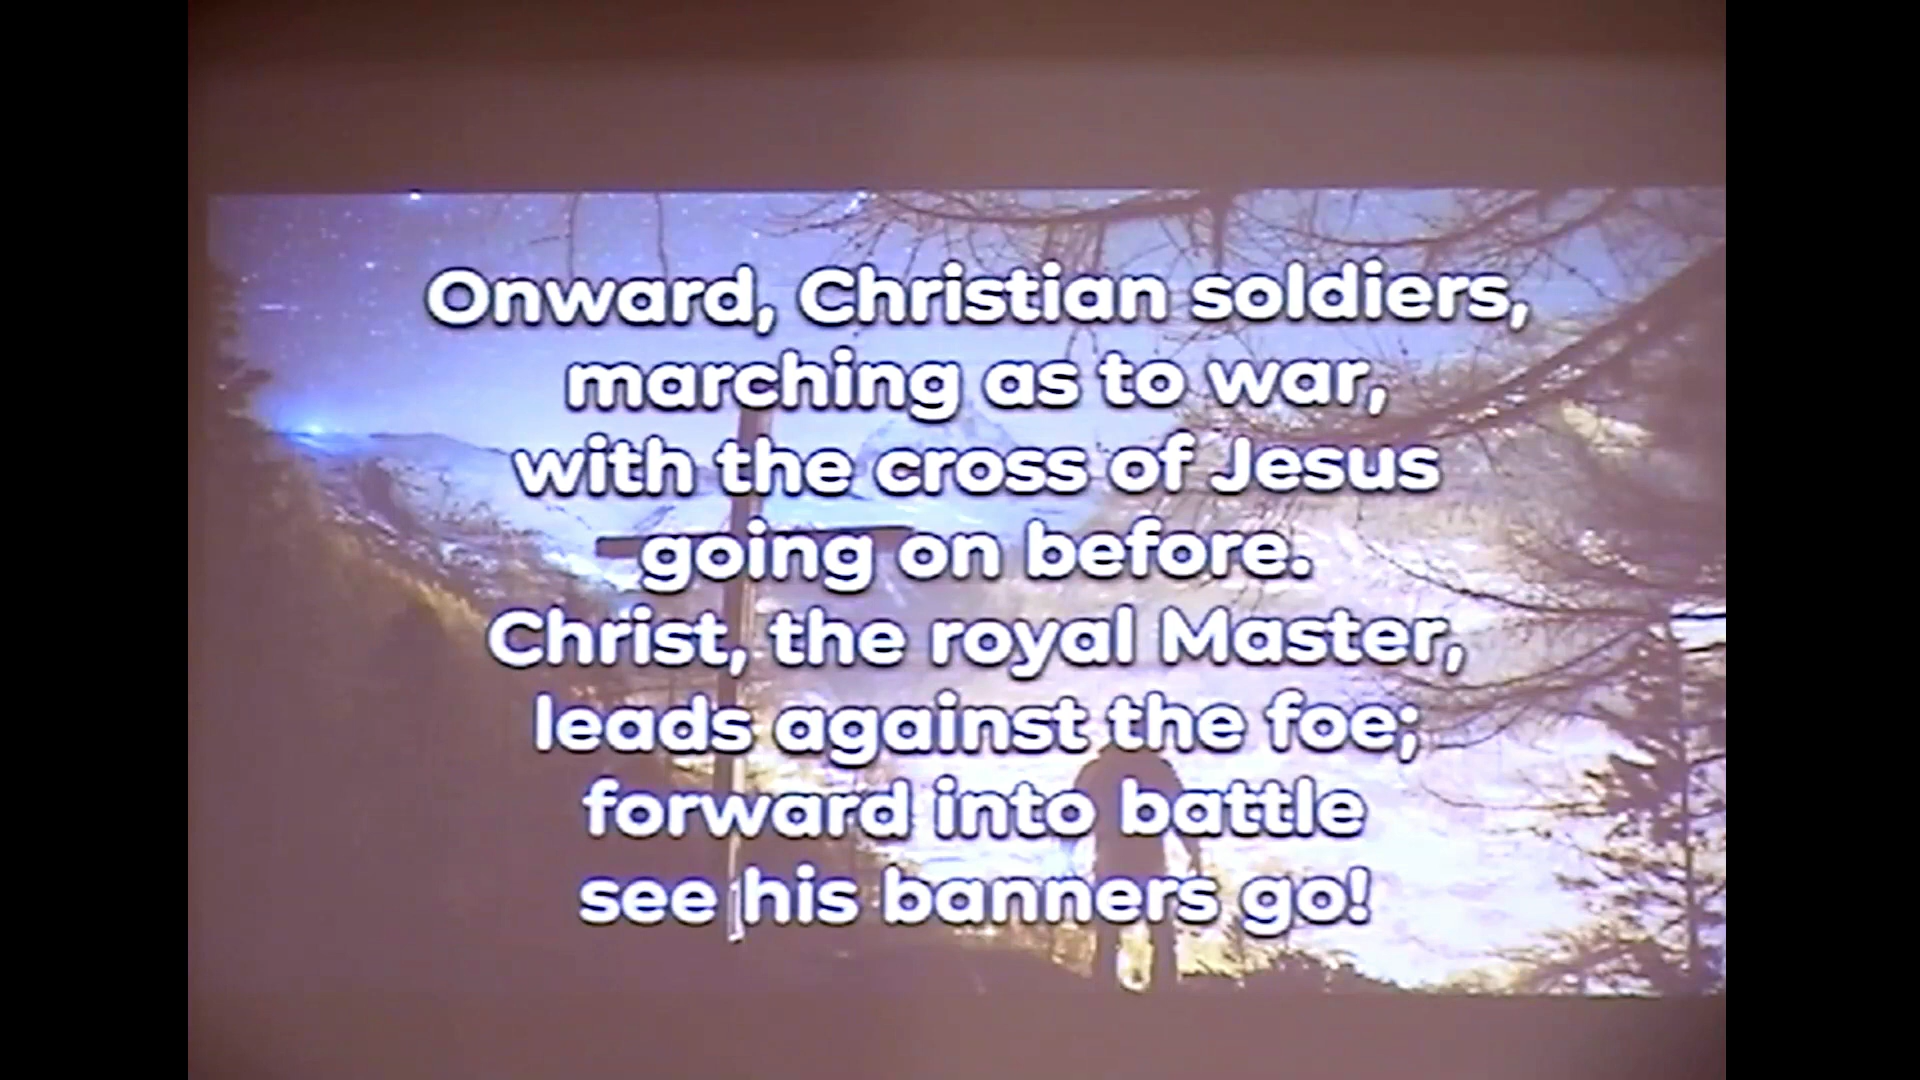 Onward, Christian soldiers,
marching as to war,
with the cross of Jesus
going on before.
Christ, the royal Master,
leads against the foe;
forward into battle
see his banners go!